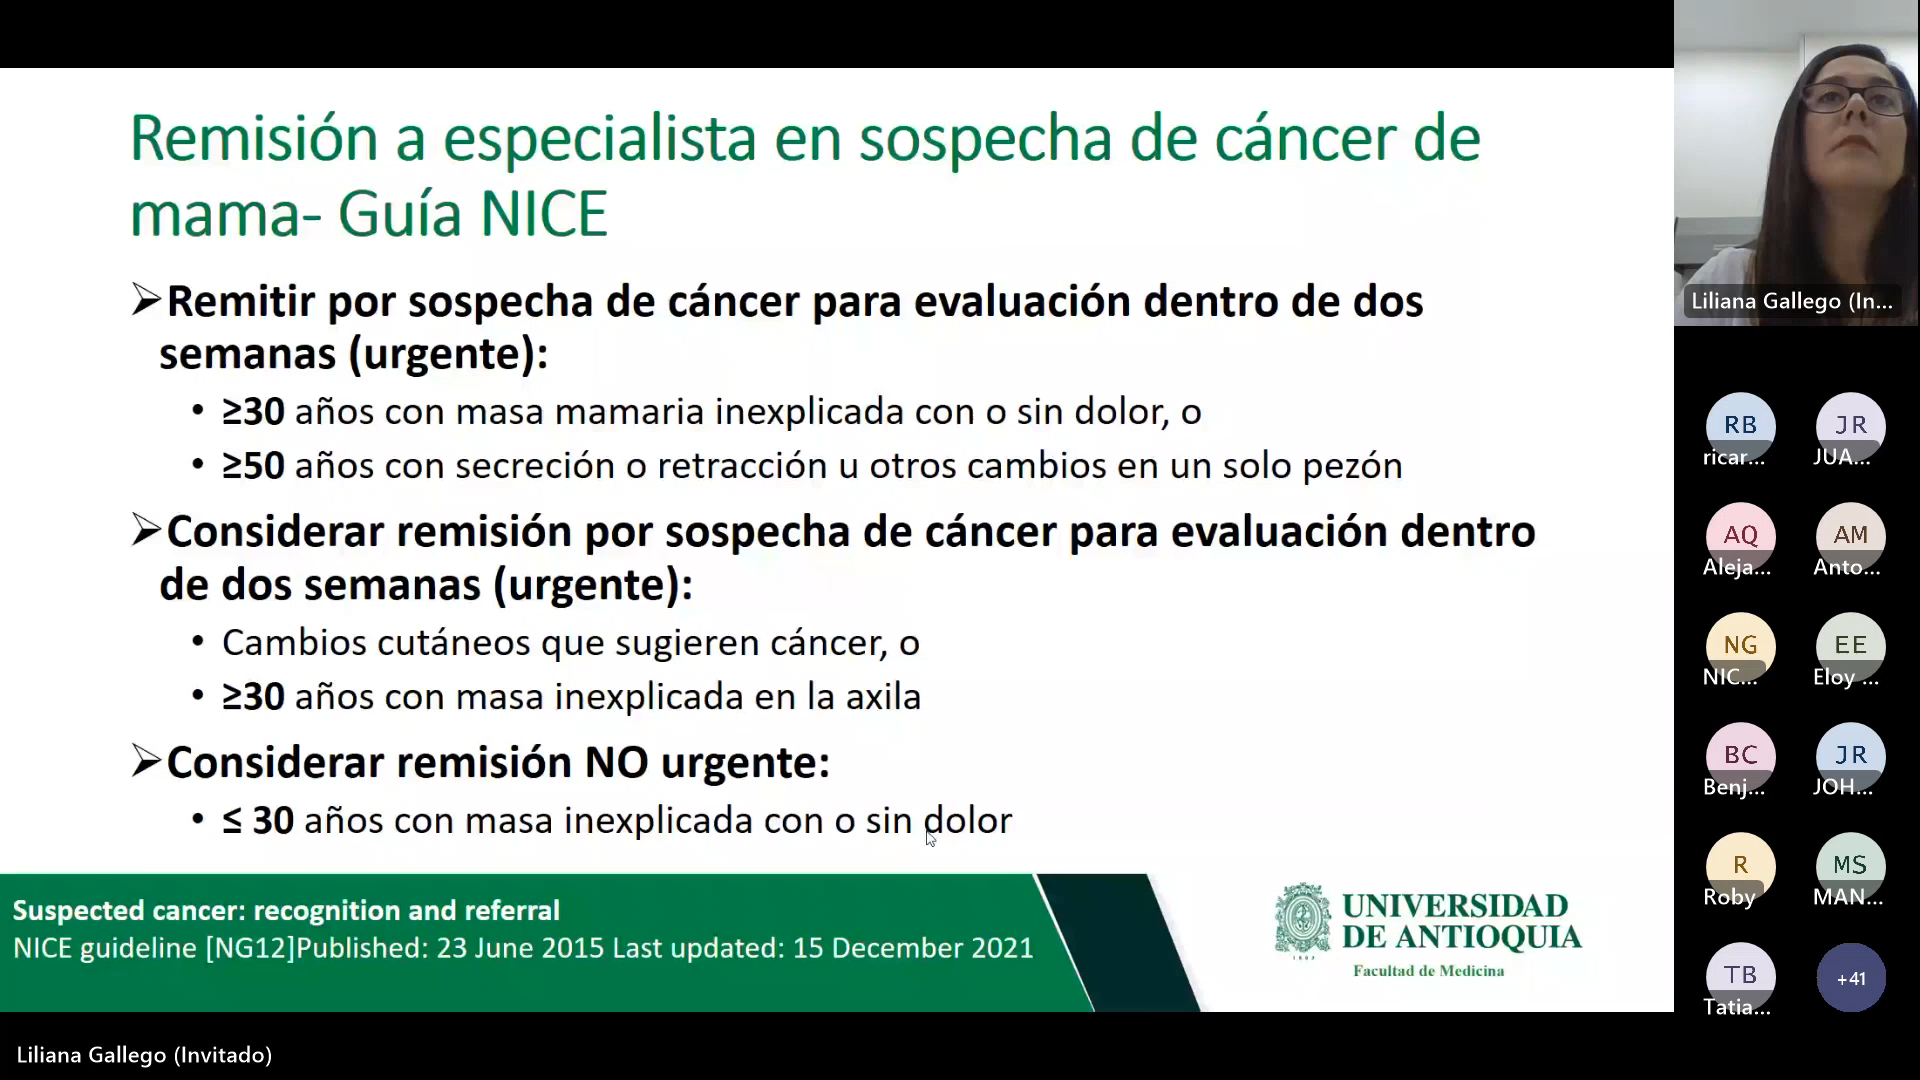 Remisión a especialista en sospecha de cáncer de
mama- Guía NICE
➢Remitir por sospecha de cáncer para evaluación dentro de dos
semanas (urgente):
• ≥30 años con masa mamaria inexplicada con o sin dolor, o
• ≥50 años con secreción o retracción u otros cambios en un solo pezón
➢Considerar remisión por sospecha de cáncer para evaluación dentro
de dos semanas (urgente):
• Cambios cutáneos que sugieren cáncer, o
• ≥30 años con masa inexplicada en la axila
➢Considerar remisión NO urgente:
• ≤ 30 años con masa inexplicada con o sin dolor
Suspected cancer: recognition and referral
NICE guideline [NG12]Published: 23 June 2015 Last updated: 15 December 2021
UNIVERSIDAD
DE ANTIOQUIA
1803
Facultad de Medicina
Liliana Gallego (Invitado)
Liliana Gallego (In...
RB JR
ricar... JUA...
AQ AM
Aleja... Anto...
NG EE
NIC... Eloy ...
BC JR
Benj... JOH...
R MS
Roby MAN...
TB +41
Tatia...